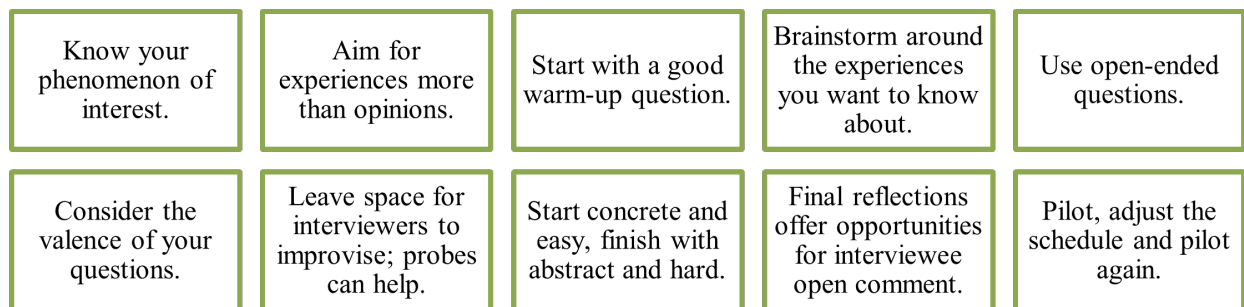 Know your
phenomenon of
interest.
Aim for
experiences more
than opinions.
Start with a good
warm-up question.
Brainstorm around
the experiences
you want to know
about.
Use open-ended
questions.
Consider the
valence of your
questions.
Leave space for
interviewers to
improvise; probes
can help.
Start concrete and
easy, finish with
abstract and hard.
Final reflections
offer opportunities
for interviewee
open comment.
Pilot, adjust the
schedule and pilot
again.